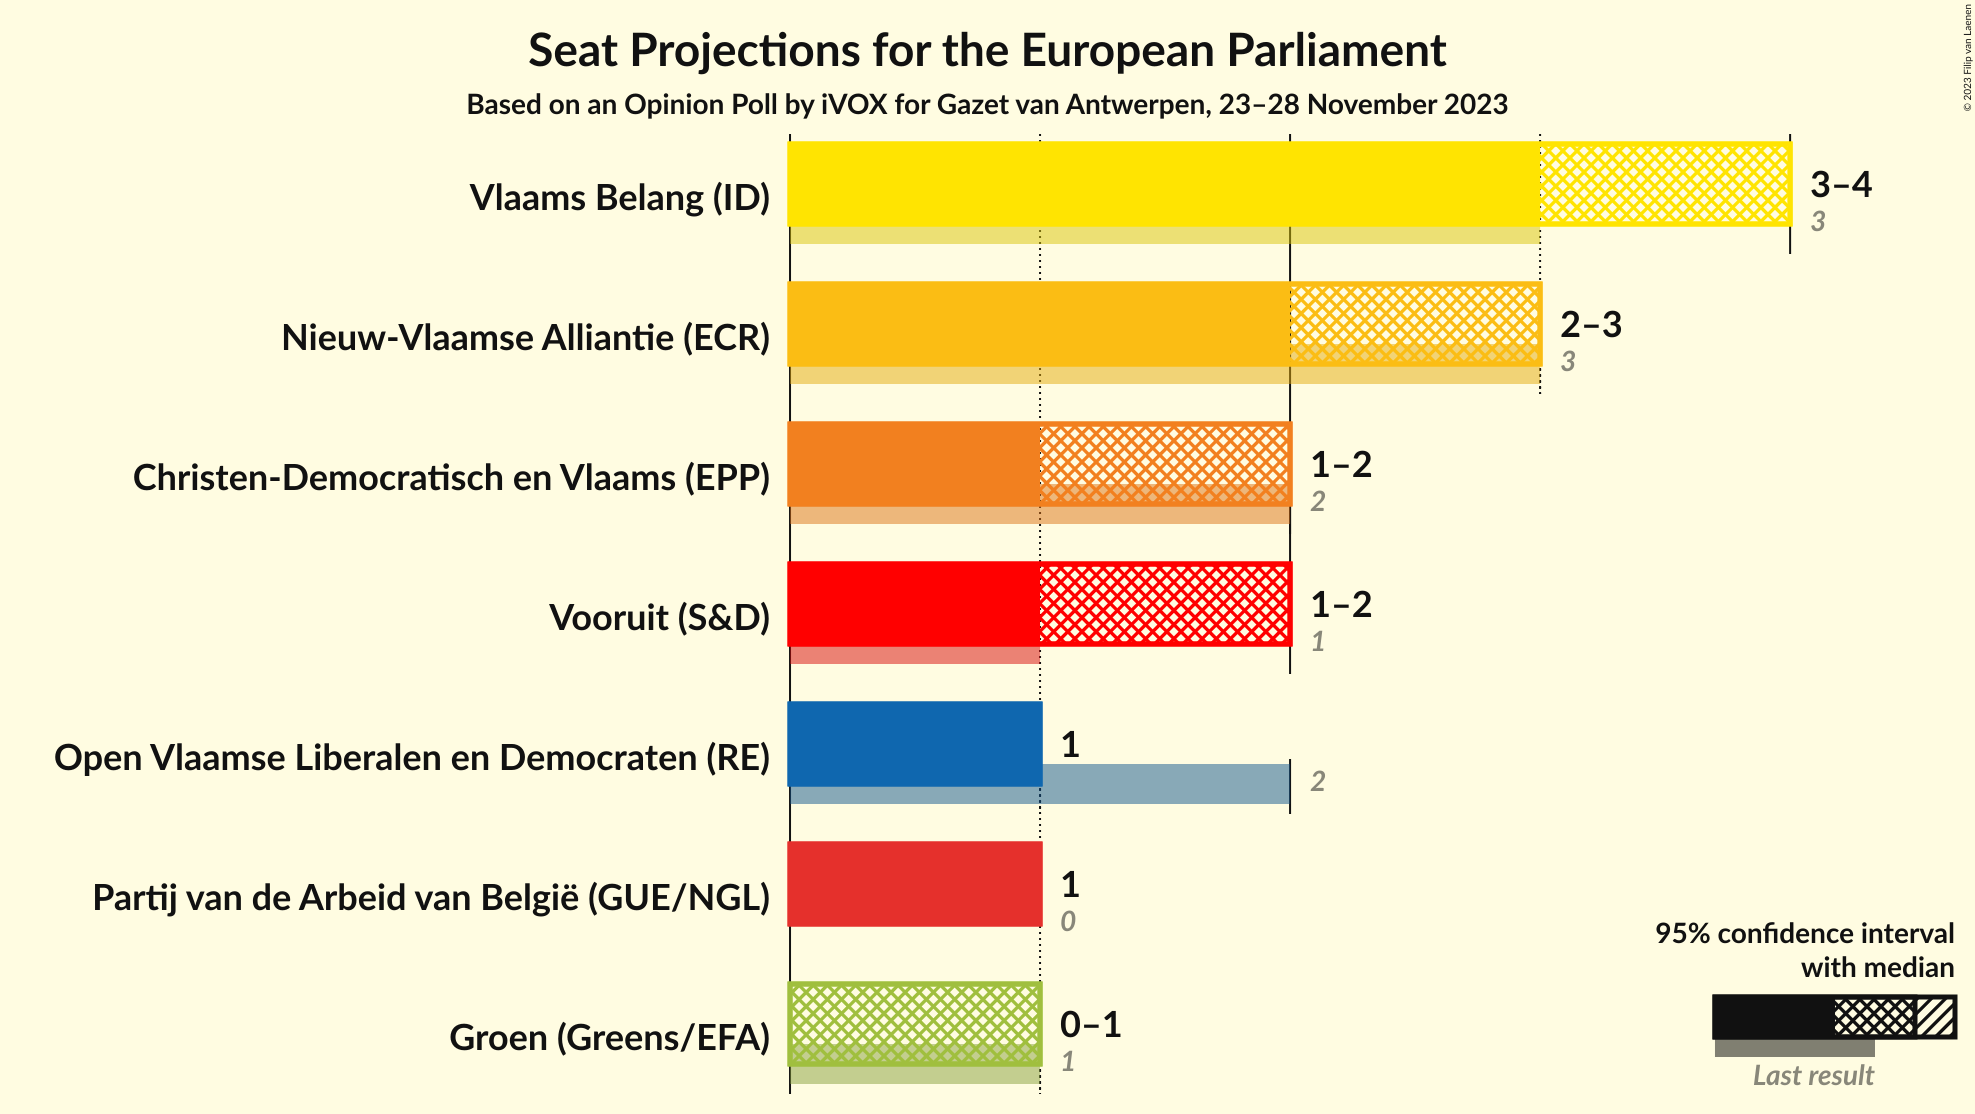 Seat Projections for the European Parliament
Based on an Opinion Poll by iVOX for Gazet van Antwerpen, 23–28 November 2023
© 2023 Filip van Laenen
Vlaams Belang (ID)
3–4
3
Nieuw-Vlaamse Alliantie (ECR)
2–3
3
Christen-Democratisch en Vlaams (EPP)
1–2
2
Vooruit (S&D)
1–2
1
Open Vlaamse Liberalen en Democraten (RE)
1
2
Partij van de Arbeid van België (GUE/NGL)
1
0
Groen (Greens/EFA)
0–1
1
95% confidence interval
with median
Last result